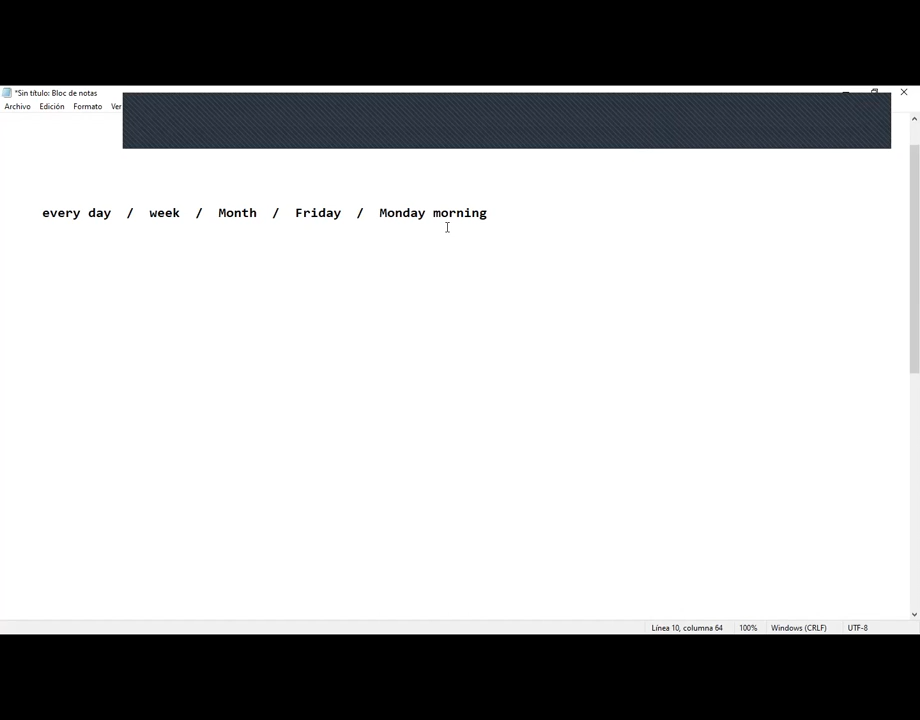 *Sin título: Bloc de notas
Archivo Edición Formato Ver
every day / week / Month / Friday / Monday morning
Línea 10, columna 64 100% Windows (CRLF) UTF-8